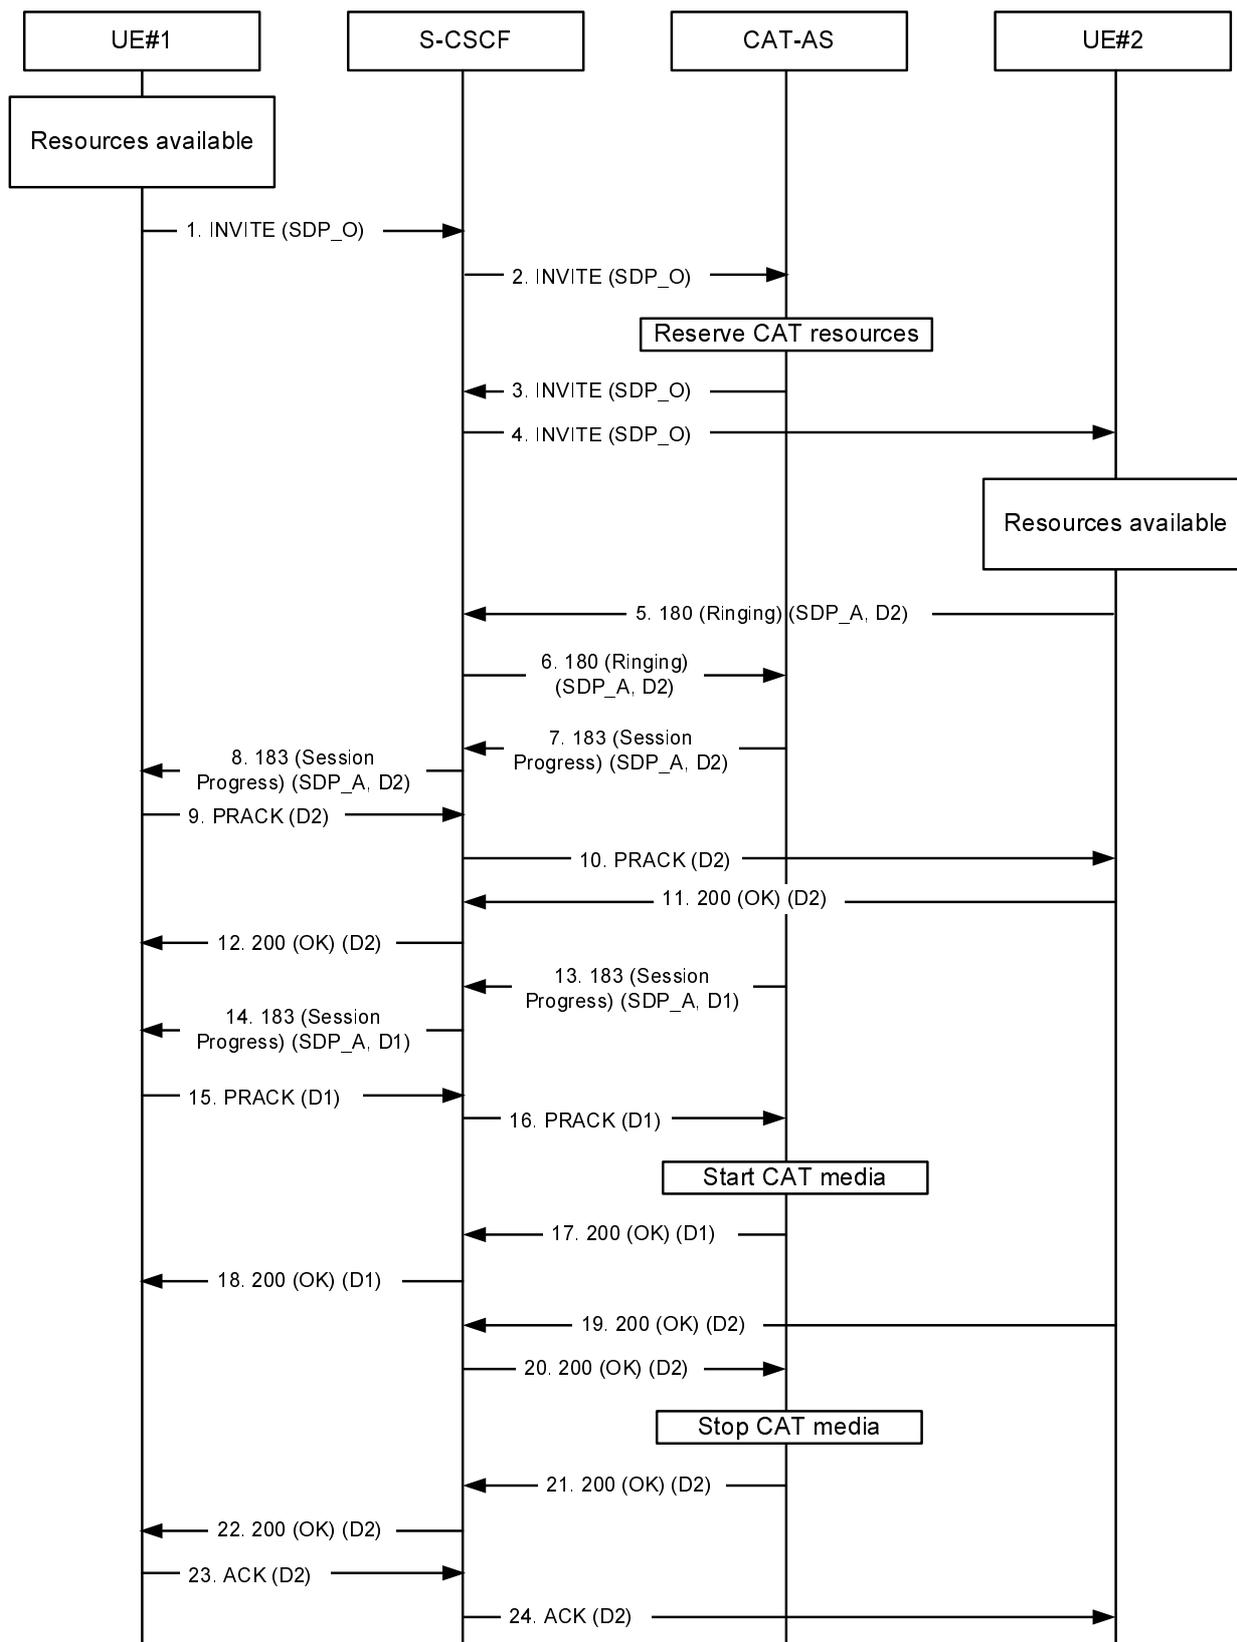 UE#1
S-CSCF
CAT-AS
UE#2
Resources available
1. INVITE (SDP_O)
2. INVITE (SDP_O)
Reserve CAT resources
3. INVITE (SDP_O)
4. INVITE (SDP_O)
Resources available
5. 180 (Ringing) (SDP_A, D2)
6. 180 (Ringing)
(SDP_A, D2)
7. 183 (Session
Progress) (SDP_A, D2)
8. 183 (Session
Progress) (SDP_A, D2)
9. PRACK (D2)
10. PRACK (D2)
11. 200 (OK) (D2)
12. 200 (OK) (D2)
13. 183 (Session
Progress) (SDP_A, D1)
14. 183 (Session
Progress) (SDP_A, D1)
15. PRACK (D1)
16. PRACK (D1)
Start CAT media
17. 200 (OK) (D1)
18. 200 (OK) (D1)
19. 200 (OK) (D2)
20. 200 (OK) (D2)
Stop CAT media
21. 200 (OK) (D2)
22. 200 (OK) (D2)
23. ACK (D2)
24. ACK (D2)